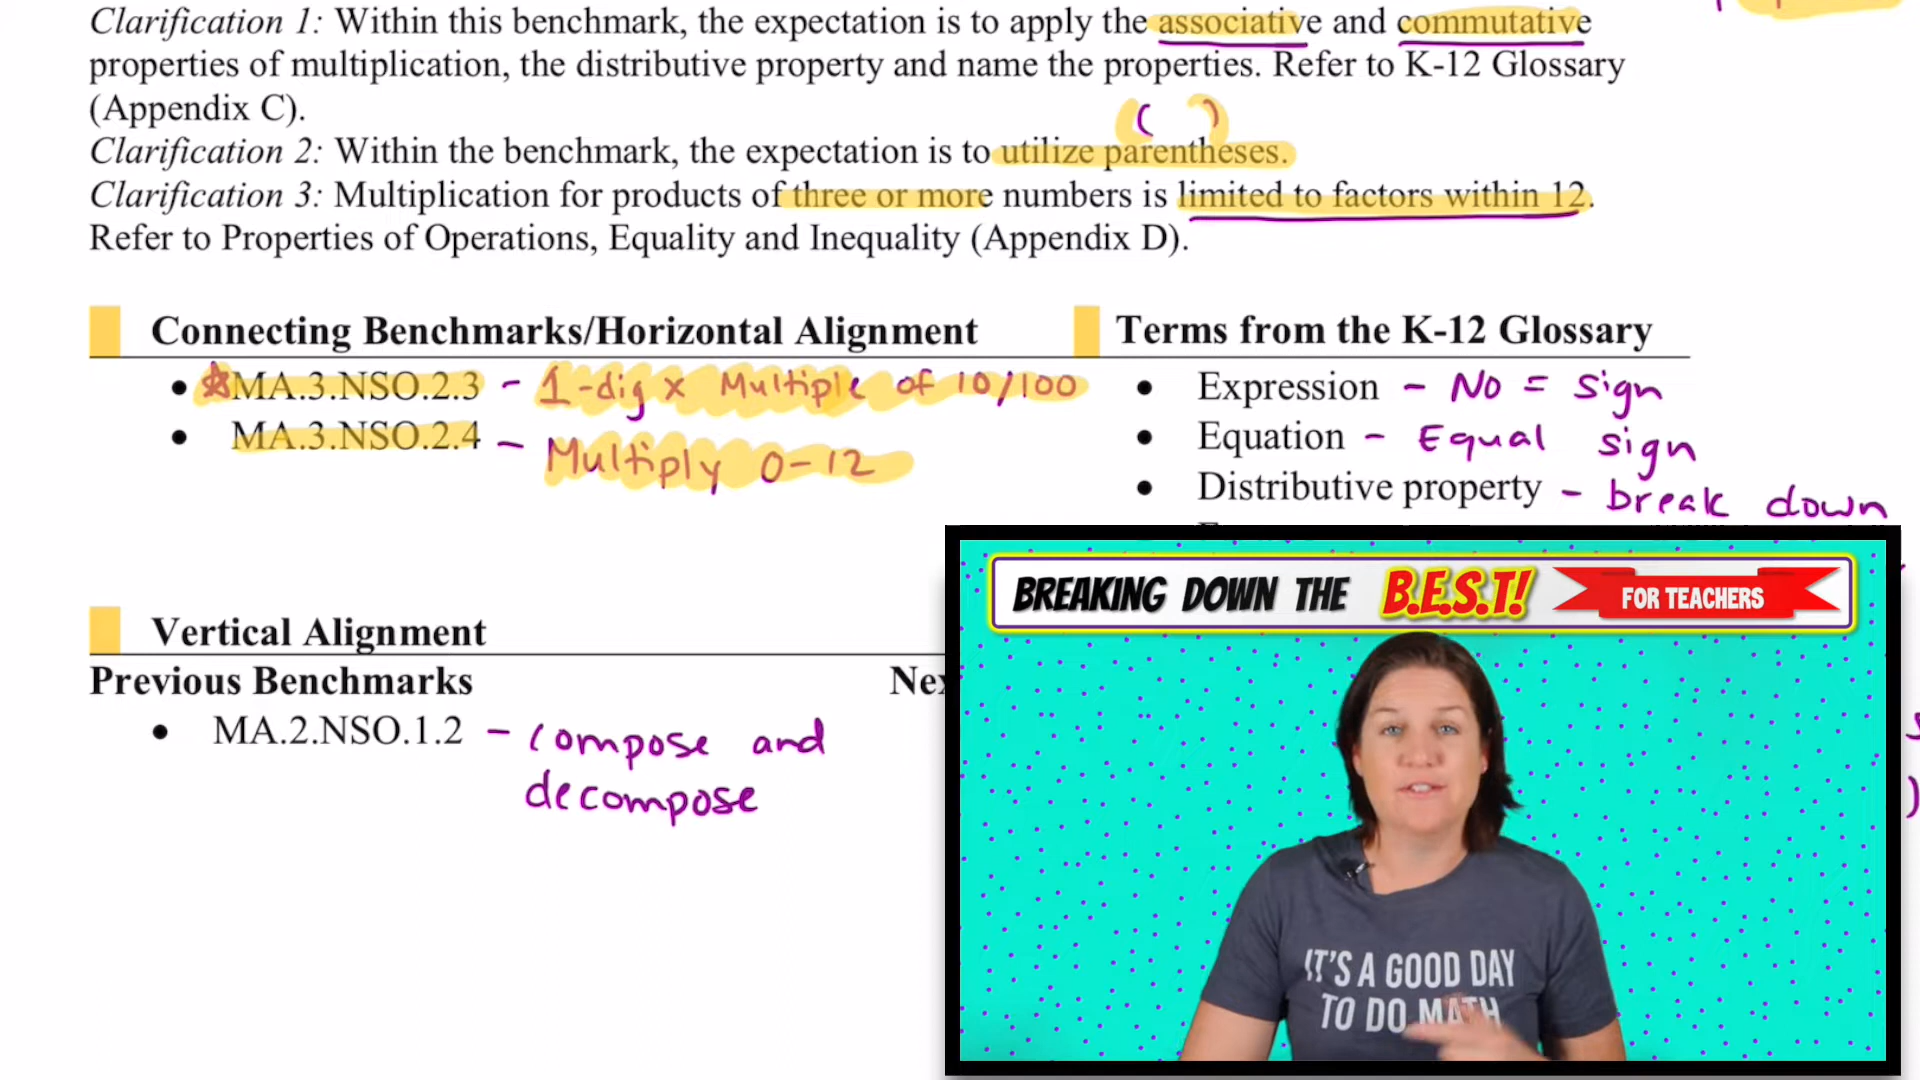 Clarification 1: Within this benchmark, the expectation is to apply the associative and commutative
properties of multiplication, the distributive property and name the properties. Refer to K-12 Glossary
(Appendix C).
( )
Clarification 2: Within the benchmark, the expectation is to utilize parentheses.
Clarification 3: Multiplication for products of three or more numbers is limited to factors within 12.
Refer to Properties of Operations, Equality and Inequality (Appendix D).
Connecting Benchmarks/Horizontal Alignment
• MA.3.NSO.2.3 - 1-dig x Multiple of 10/100
• MA.3.NSO.2.4 - Multiply 0-12
Terms from the K-12 Glossary
• Expression - No = sign
• Equation - Equal sign
• Distributive property - break down
Vertical Alignment
Previous Benchmarks
• MA.2.NSO.1.2 - compose and
decompose
BREAKING DOWN THE B.E.S.T! FOR TEACHERS
IT'S A GOOD DAY
TO DO MATH